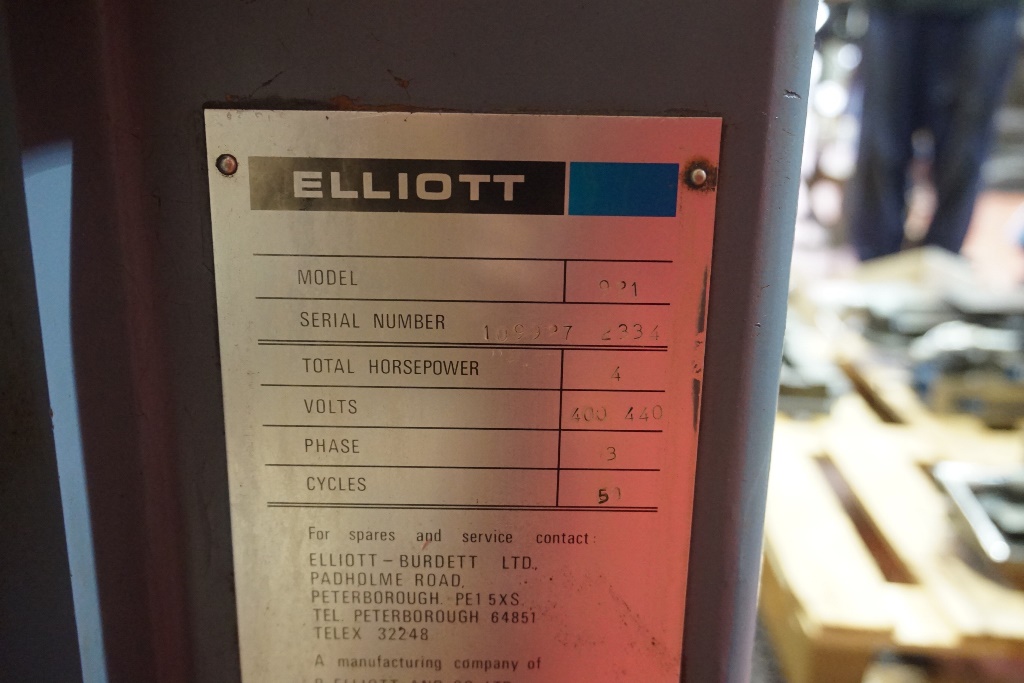 ELLIOTT
MODEL
SERIAL NUMBER
TOTAL HORSEPOWER 4
VOLTS 400 440
PHASE 3
CYCLES
For spares and service contact:
ELLIOTT – BURDETT LTD.,
PADHOLME ROAD,
PETERBOROUGH. PE1 5XS.
TEL. PETERBOROUGH 64851
TELEX 32248
A manufacturing company of